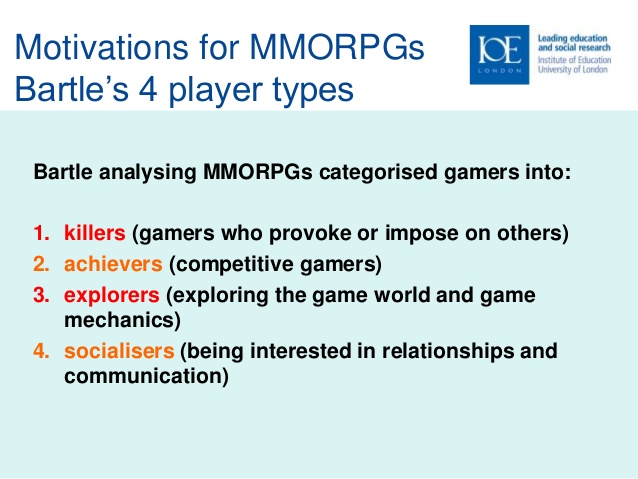 Motivations for MMORPGs
Bartle’s 4 player types
IOE
LONDON
Leading education
and social research
Institute of Education
University of London
Bartle analysing MMORPGs categorised gamers into:
1. killers (gamers who provoke or impose on others)
2. achievers (competitive gamers)
3. explorers (exploring the game world and game
mechanics)
4. socialisers (being interested in relationships and
communication)